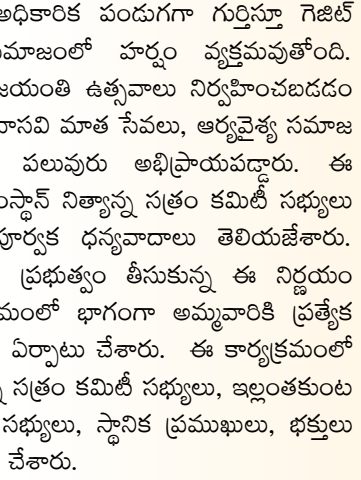 అధికారిక పండుగగా గుర్తిస్తూ గెజిట్
సమాజంలో హర్షం వ్యక్తమవుతోంది.
జయంతి ఉత్సవాలు నిర్వహించబడడం
వాసవి మాత సేవలు, ఆర్యవైశ్య సమాజ
పలువురు అభిప్రాయపడ్డారు. ఈ
సంస్థాన్ నిత్యాన్న సత్రం కమిటీ సభ్యులు
పూర్వక ధన్యవాదాలు తెలియజేశారు.
ప్రభుత్వం తీసుకున్న ఈ నిర్ణయం
మంలో భాగంగా అమ్మవారికి ప్రత్యేక
ఏర్పాటు చేశారు. ఈ కార్యక్రమంలో
సత్రం కమిటీ సభ్యులు, ఇల్లంతకుంట
సభ్యులు, స్థానిక ప్రముఖులు, భక్తులు
చేశారు.